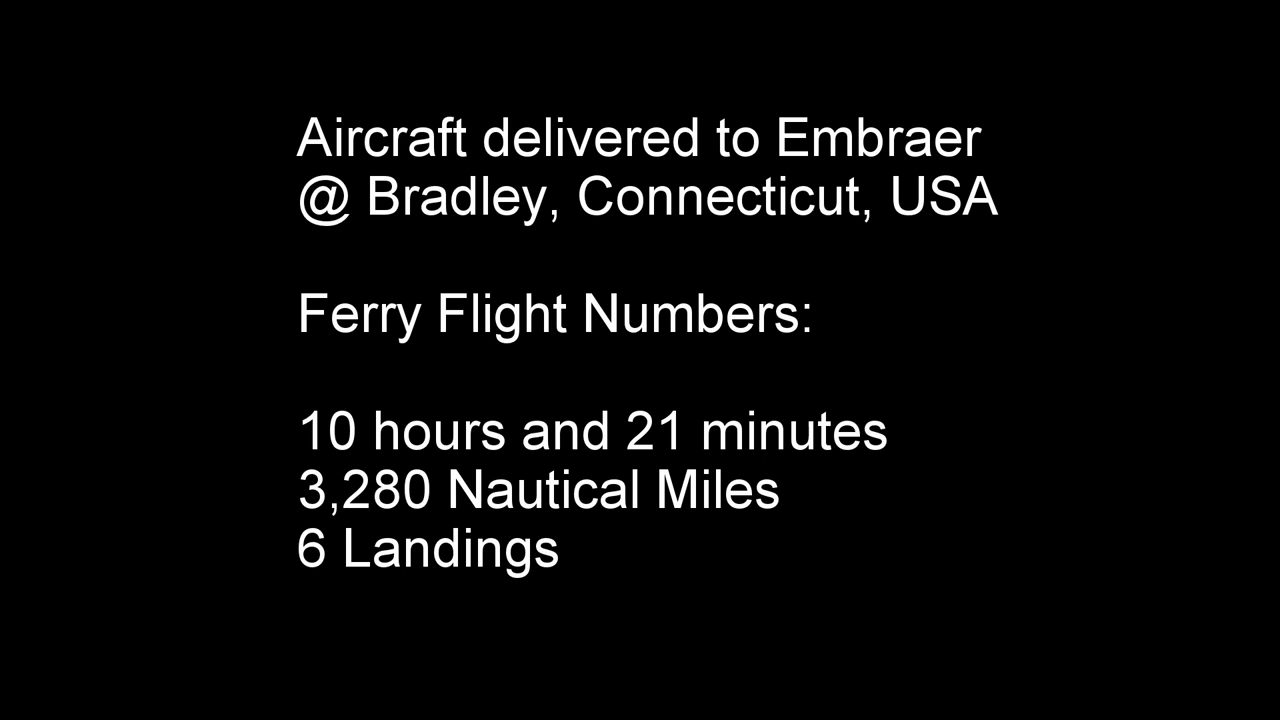 Aircraft delivered to Embraer
@ Bradley, Connecticut, USA
Ferry Flight Numbers:
10 hours and 21 minutes
3,280 Nautical Miles
6 Landings